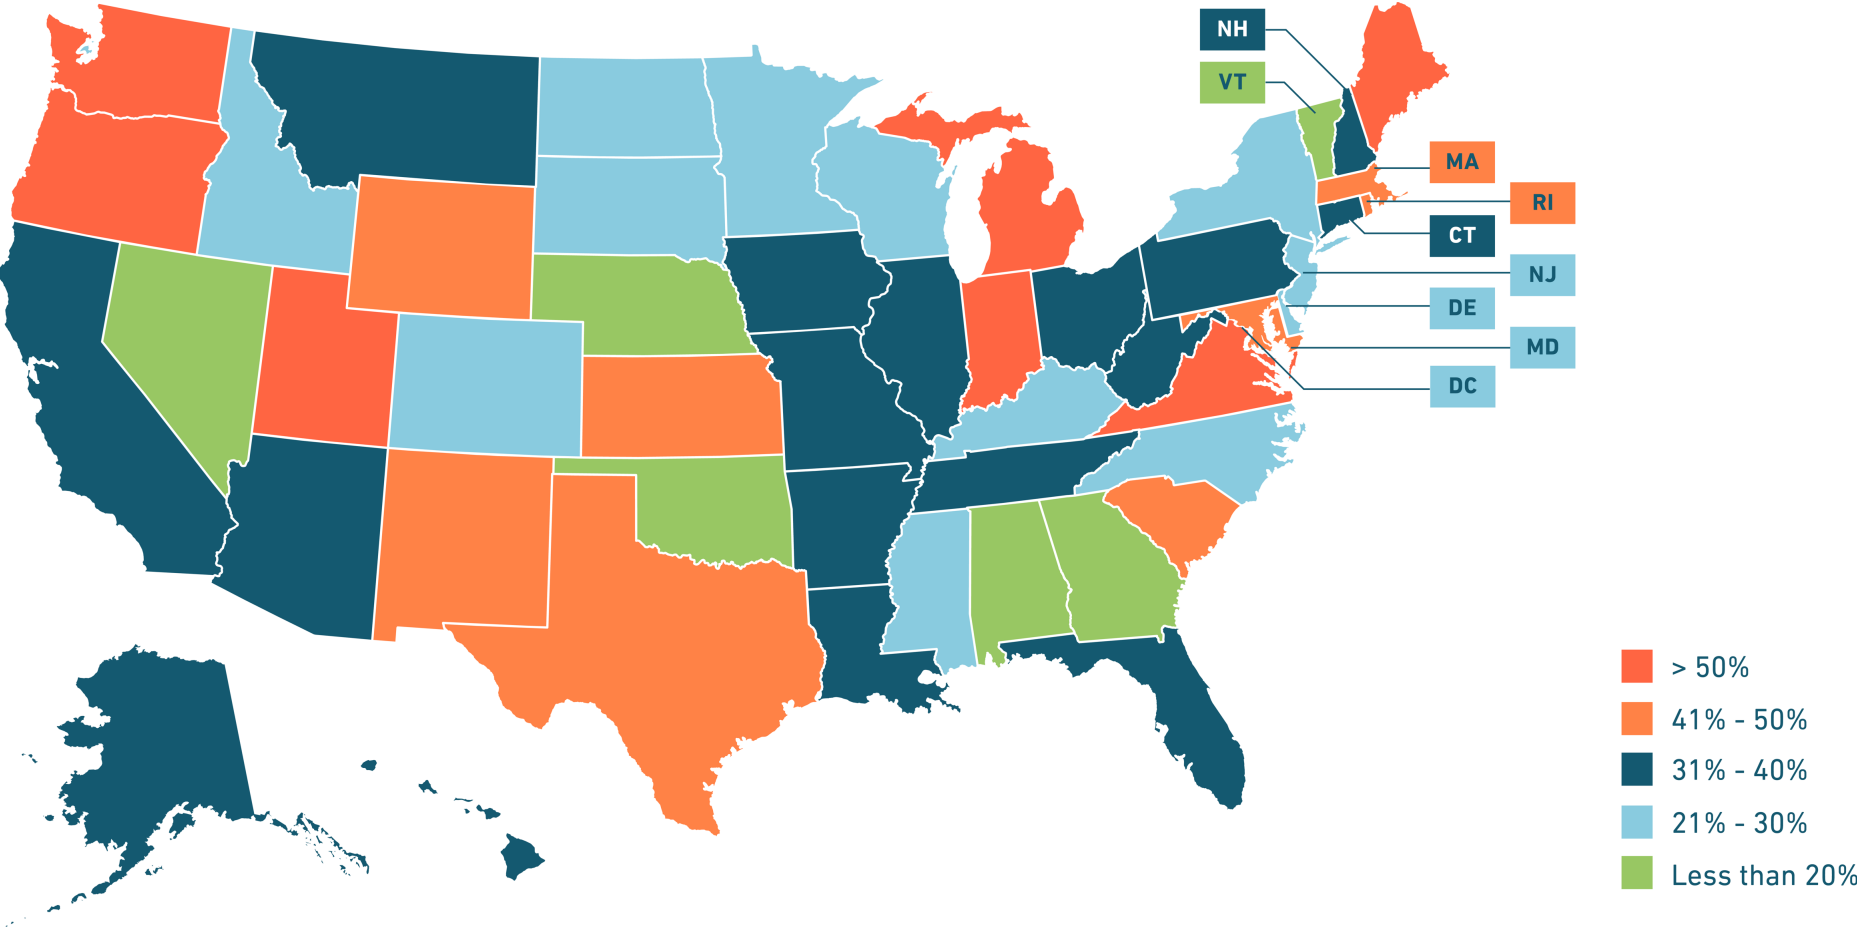 NH
VT
MA
RI
CT
NJ
DE
MD
DC
> 50%
41% - 50%
31% - 40%
21% - 30%
Less than 20%